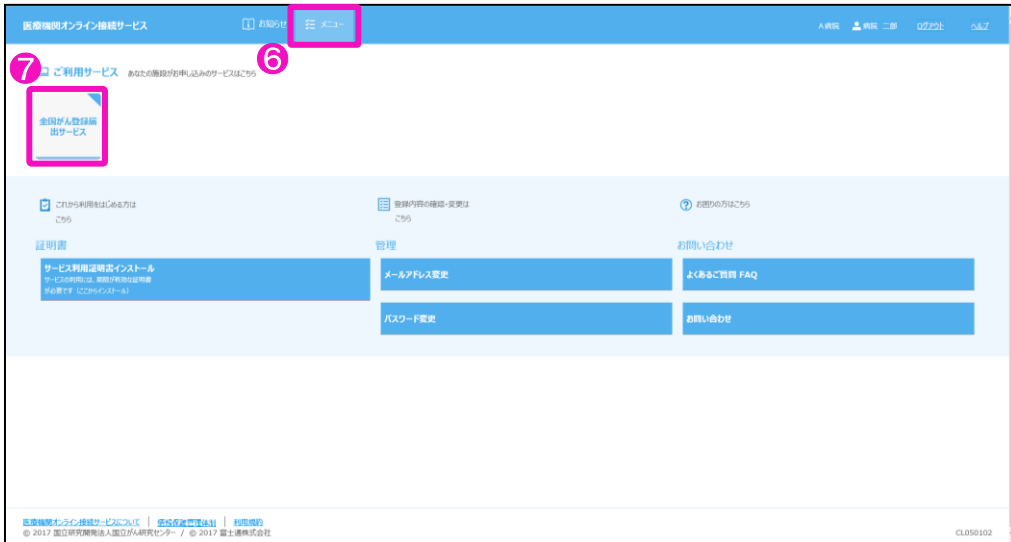 医療機関オンライン接続サービス
お知らせ
メニュー
A病院
病院 二郎
ログアウト
ヘルプ
6
7
ご利用サービス
あなたの施設がお申し込みのサービスはこちら
全国がん登録届
出サービス
これから利用をはじめる方は
こちら
登録内容の確認・変更は
こちら
お困りの方はこちら
証明書
管理
お問い合わせ
サービス利用証明書インストール
サービスの利用には、期限が有効な証明書
が必要です（ここからインストール）
メールアドレス変更
よくあるご質問 FAQ
パスワード変更
お問い合わせ
医療機関オンライン接続サービスについて
情報保護管理体制
利用規約
© 2017 国立研究開発法人国立がん研究センター / © 2017 富士通株式会社
CL050102